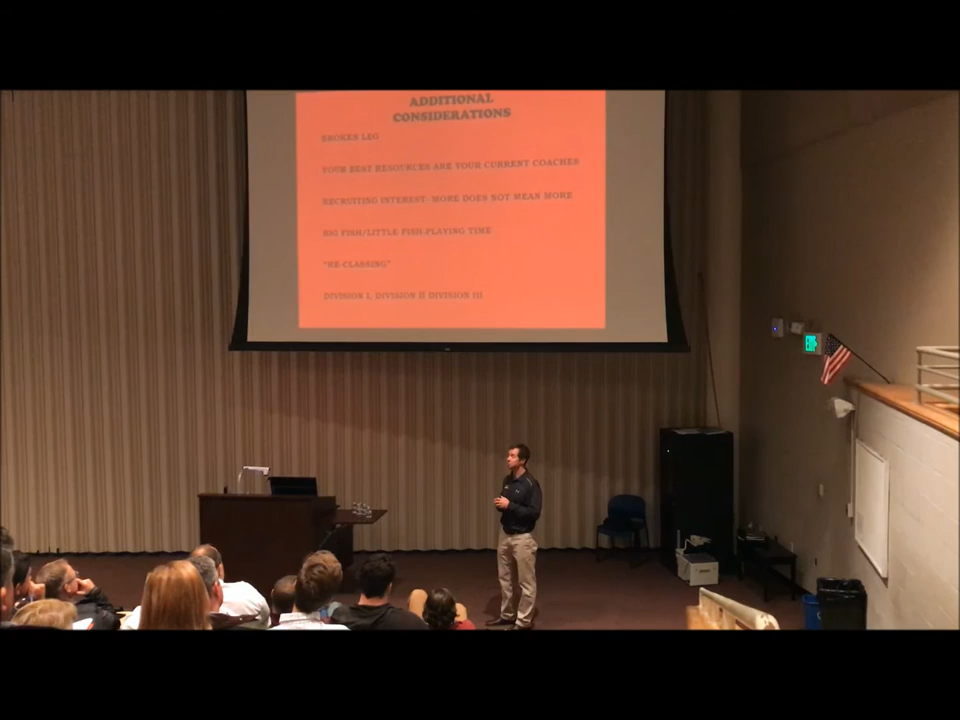 ADDITIONAL
CONSIDERATIONS
BROKEN LEG
YOUR BEST RESOURCES ARE YOUR CURRENT COACHES
RECRUITING INTEREST–MORE DOES NOT MEAN MORE
BIG FISH/LITTLE FISH-PLAYING TIME
"RE-CLASSING"
DIVISION I, DIVISION II DIVISION III